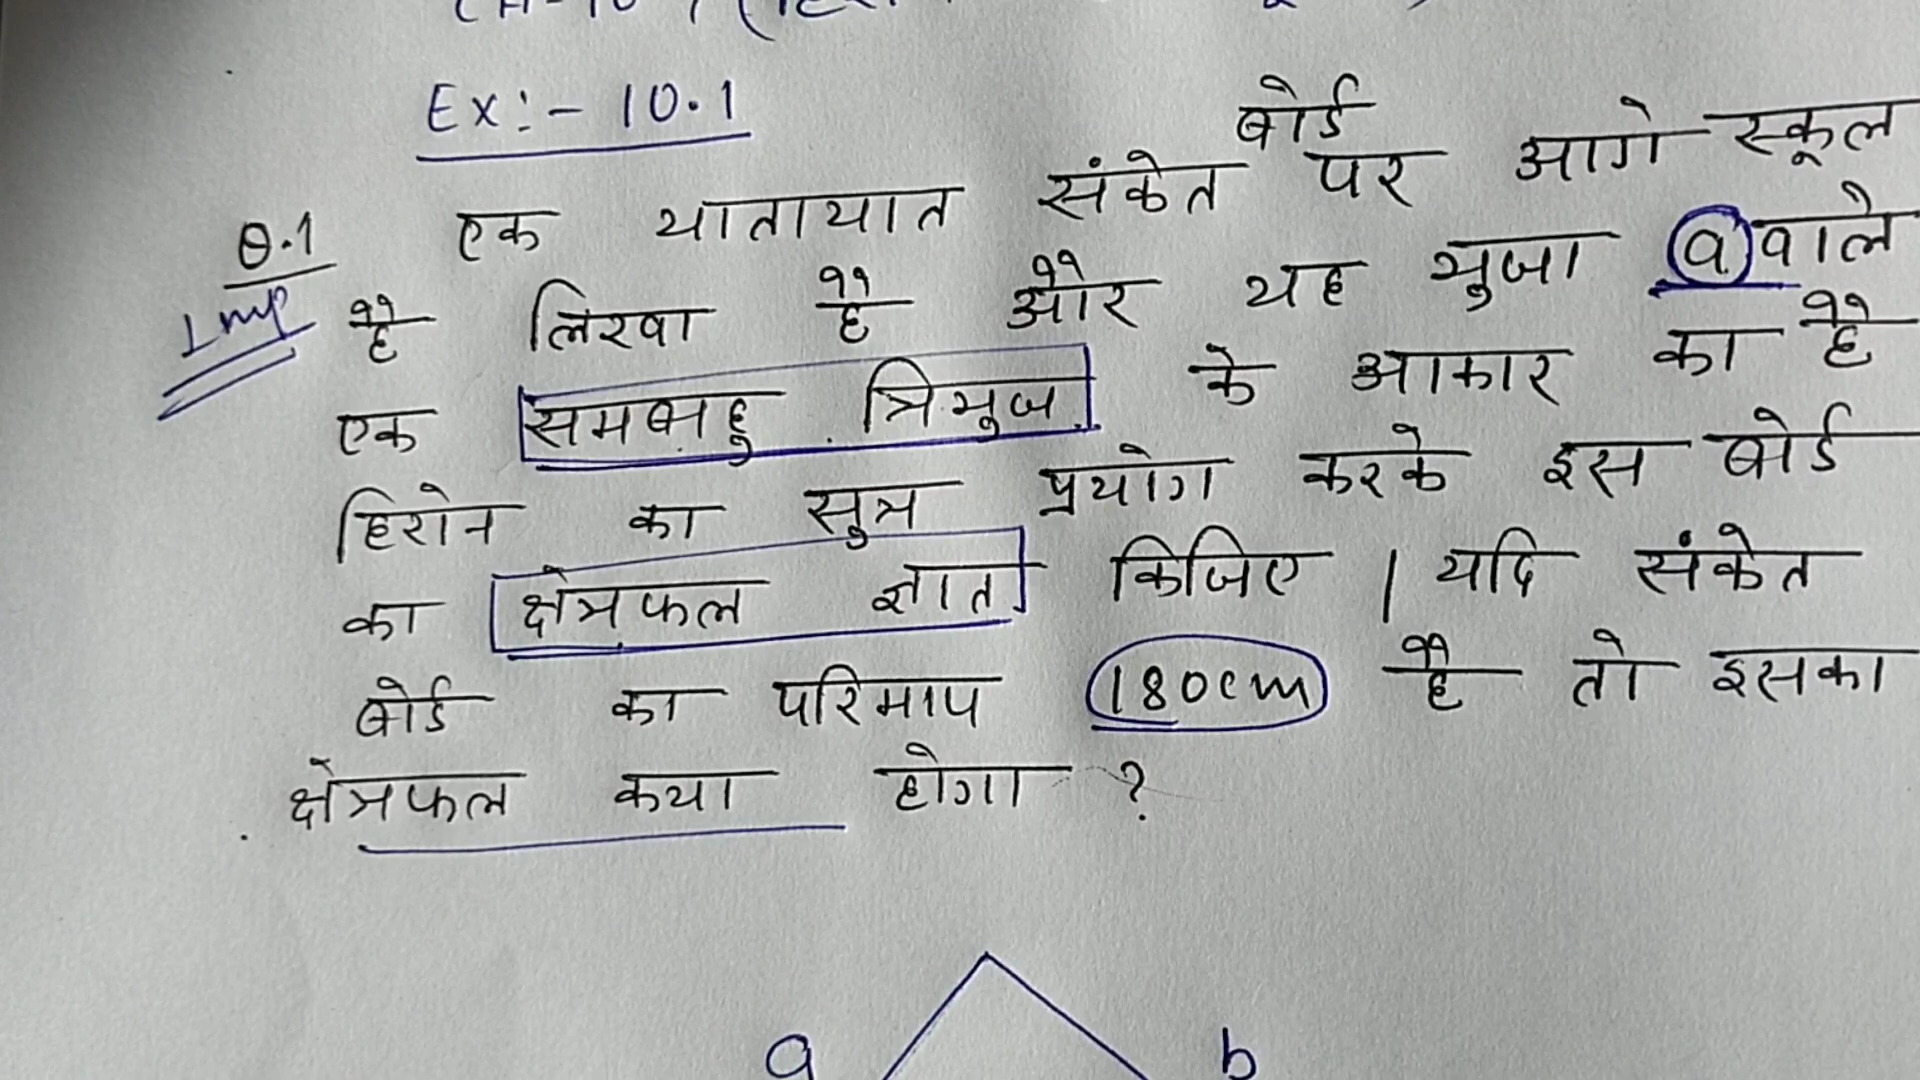 Ex:- 10.1
बोर्ड
Q.1 एक यातायात संकेत पर आगे स्कूल
Imp है लिखा है और यह भुजा a वाले
एक समबाहु त्रिभुज के आकार का है
हिरोन का सुत्र प्रयोग करके इस बोर्ड
का क्षेत्रफल ज्ञात किजिए । यदि संकेत
बोर्ड का परिमाप 180cm है तो इसका
क्षेत्रफल क्या होगा ?
a b